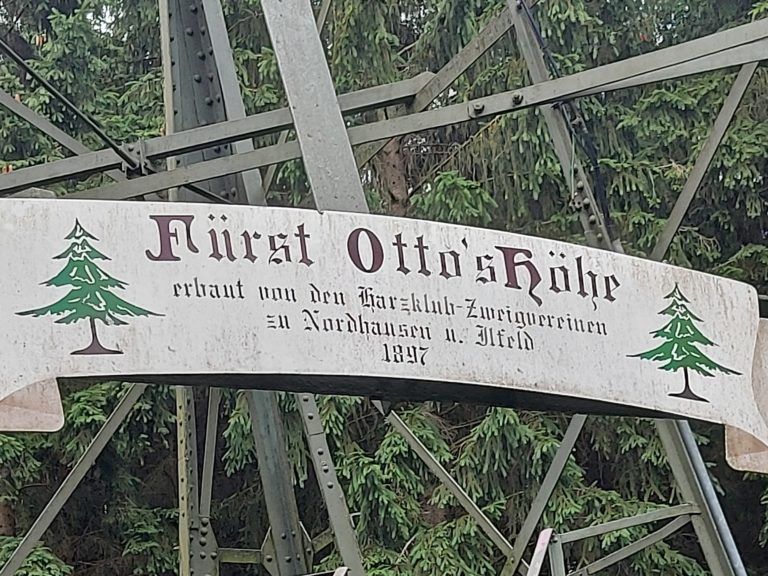 Fürst Otto's Höhe
erbaut von den Harzklub-Zweigvereinen
zu Nordhausen u. Ilfeld
1897